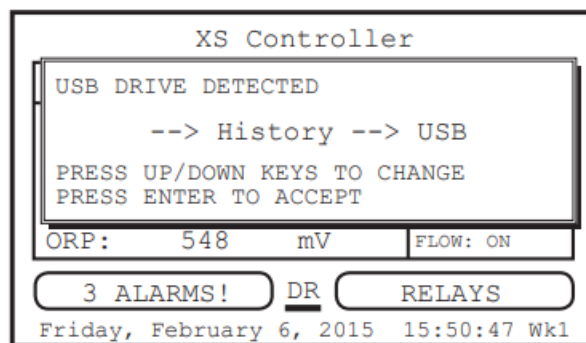 XS Controller
USB DRIVE DETECTED
--> History --> USB
PRESS UP/DOWN KEYS TO CHANGE
PRESS ENTER TO ACCEPT
ORP: 548 mV FLOW: ON
3 ALARMS! DR RELAYS
Friday, February 6, 2015 15:50:47 Wk1